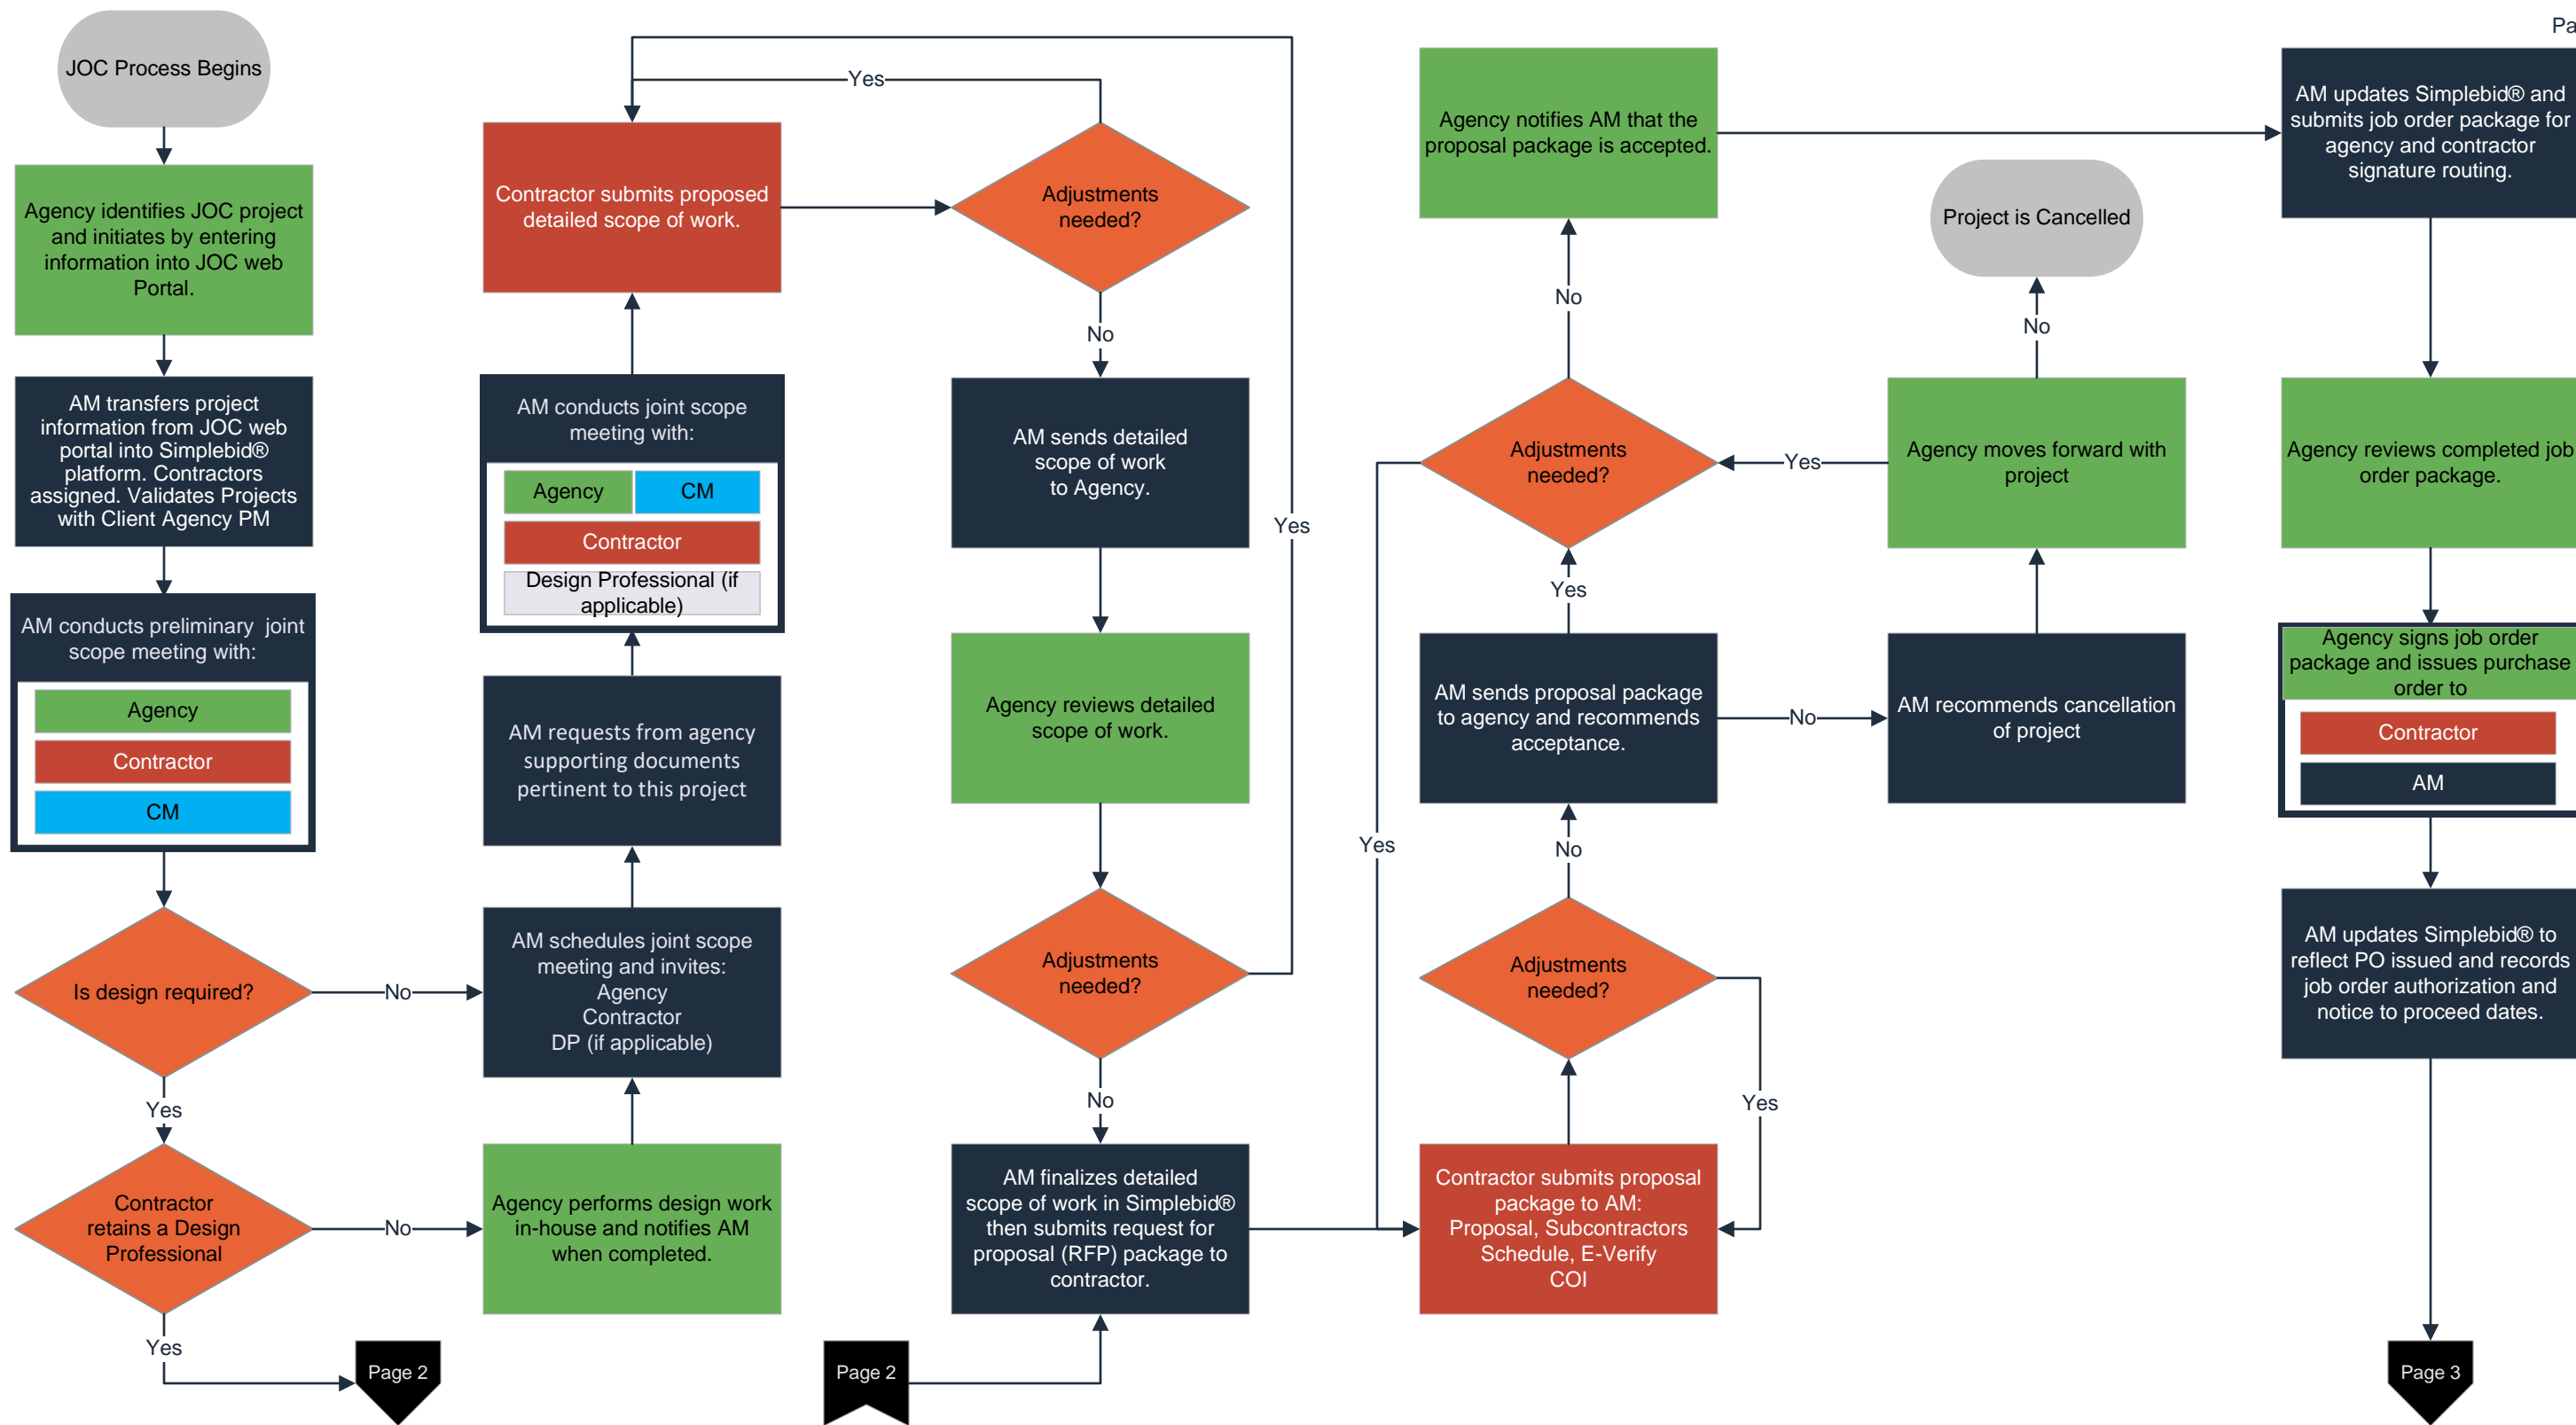 JOC Process Begins
Agency identifies JOC project
and initiates by entering
information into JOC web
Portal.
AM transfers project
information from JOC web
portal into Simplebid®
platform. Contractors
assigned. Validates Projects
with Client Agency PM
AM conducts preliminary joint
scope meeting with:
Agency
Contractor
CM
Is design required?
No
Yes
Contractor
retains a Design
Professional
No
Yes
Page 2
Agency performs design work
in-house and notifies AM
when completed.
AM schedules joint scope
meeting and invites:
Agency
Contractor
DP (if applicable)
AM requests from agency
supporting documents
pertinent to this project
AM conducts joint scope
meeting with:
Agency
CM
Contractor
Design Professional (if
applicable)
Contractor submits proposed
detailed scope of work.
Yes
Adjustments
needed?
No
AM sends detailed
scope of work
to Agency.
Agency reviews detailed
scope of work.
Adjustments
needed?
Yes
No
AM finalizes detailed
scope of work in Simplebid®
then submits request for
proposal (RFP) package to
contractor.
Page 2
Contractor submits proposal
package to AM:
Proposal, Subcontractors
Schedule, E-Verify
COI
Adjustments
needed?
Yes
No
AM sends proposal package
to agency and recommends
acceptance.
No
Yes
AM recommends cancellation
of project
Agency moves forward with
project
Yes
No
Project is Cancelled
Adjustments
needed?
Yes
No
Agency notifies AM that the
proposal package is accepted.
Pa
AM updates Simplebid® and
submits job order package for
agency and contractor
signature routing.
Agency reviews completed job
order package.
Agency signs job order
package and issues purchase
order to
Contractor
AM
AM updates Simplebid® to
reflect PO issued and records
job order authorization and
notice to proceed dates.
Page 3